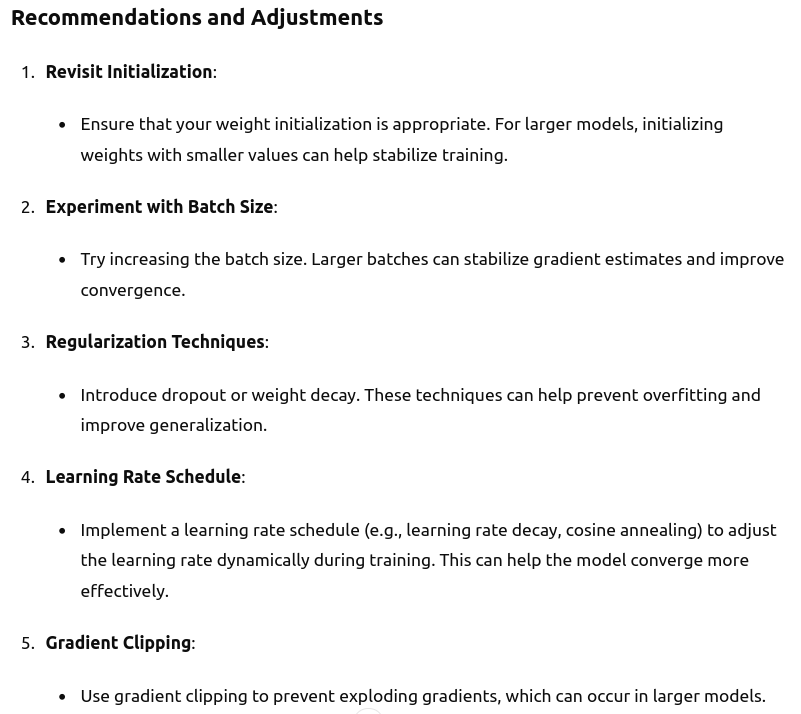 Recommendations and Adjustments
1. Revisit Initialization:
• Ensure that your weight initialization is appropriate. For larger models, initializing
weights with smaller values can help stabilize training.
2. Experiment with Batch Size:
• Try increasing the batch size. Larger batches can stabilize gradient estimates and improve
convergence.
3. Regularization Techniques:
• Introduce dropout or weight decay. These techniques can help prevent overfitting and
improve generalization.
4. Learning Rate Schedule:
• Implement a learning rate schedule (e.g., learning rate decay, cosine annealing) to adjust
the learning rate dynamically during training. This can help the model converge more
effectively.
5. Gradient Clipping:
• Use gradient clipping to prevent exploding gradients, which can occur in larger models.